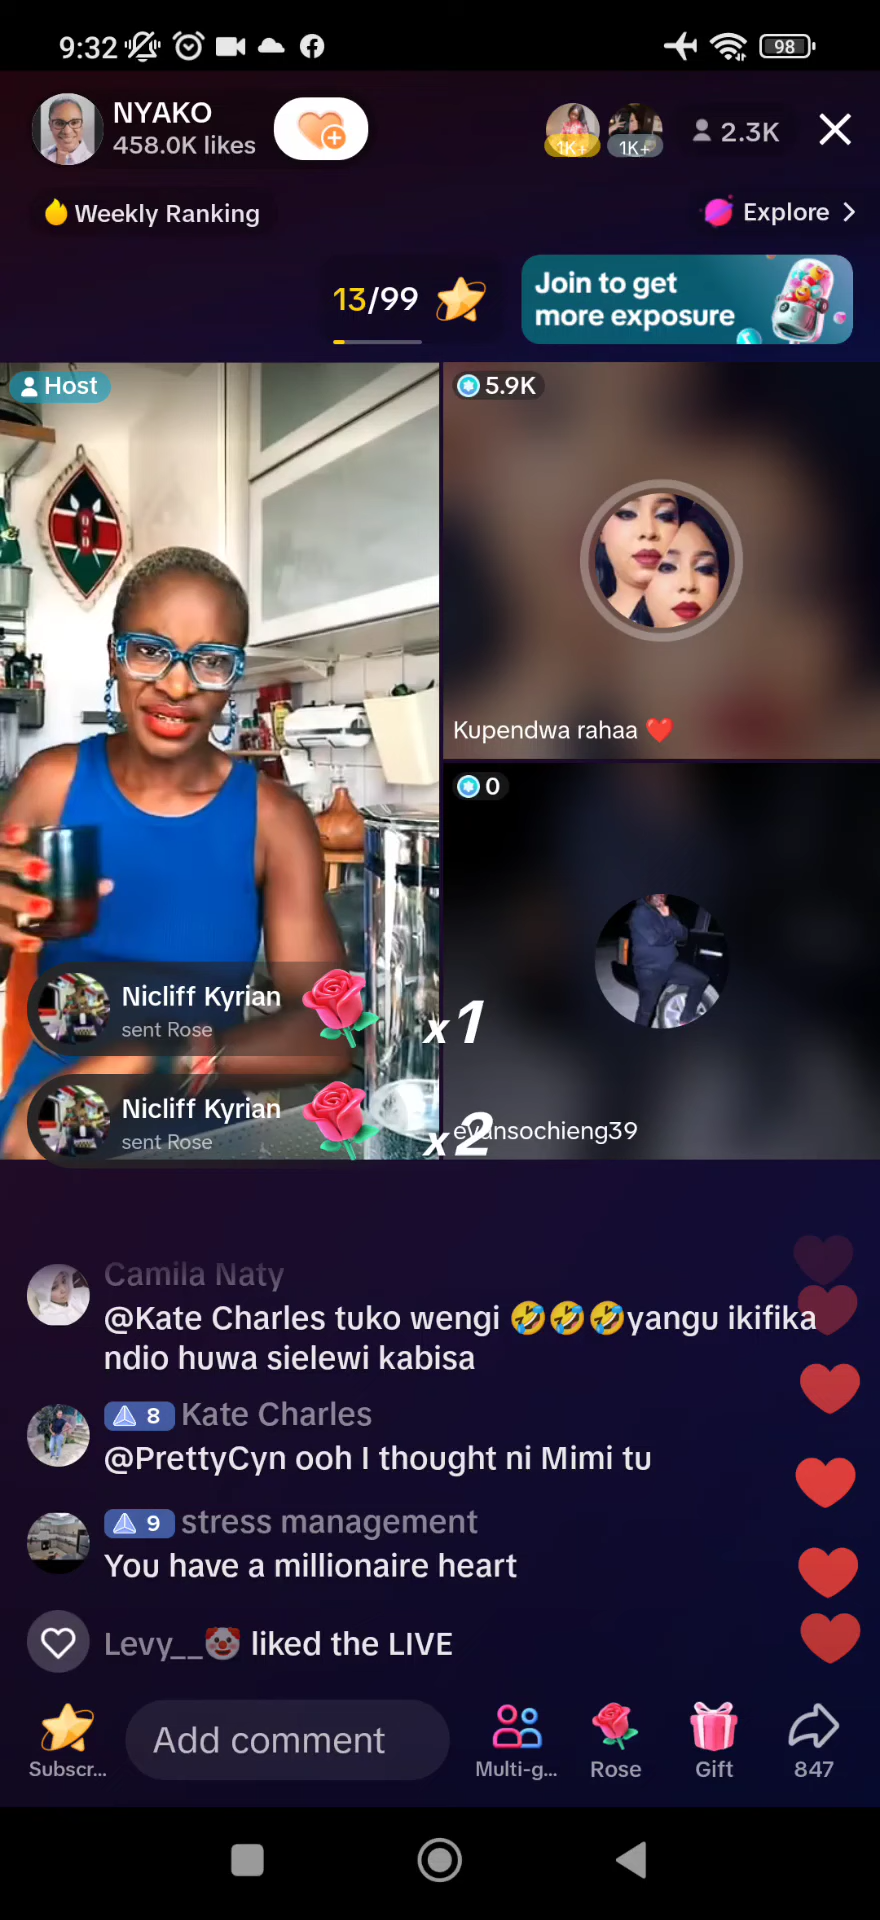 9:32
98
NYAKO
458.0K likes
1K+
1K+
2.3K
Weekly Ranking
Explore
13/99
Join to get
more exposure
Host
5.9K
Kupendwa rahaa ❤️
0
Nicliff Kyrian
sent Rose
x1
Nicliff Kyrian
sent Rose
x2
evansochieng39
Camila Naty
@Kate Charles tuko wengi 🤣🤣🤣yangu ikifika
ndio huwa sielewi kabisa
8 Kate Charles
@PrettyCyn ooh I thought ni Mimi tu
9 stress management
You have a millionaire heart
Levy__🤡 liked the LIVE
Add comment
Subscr...
Multi-g...
Rose
Gift
847